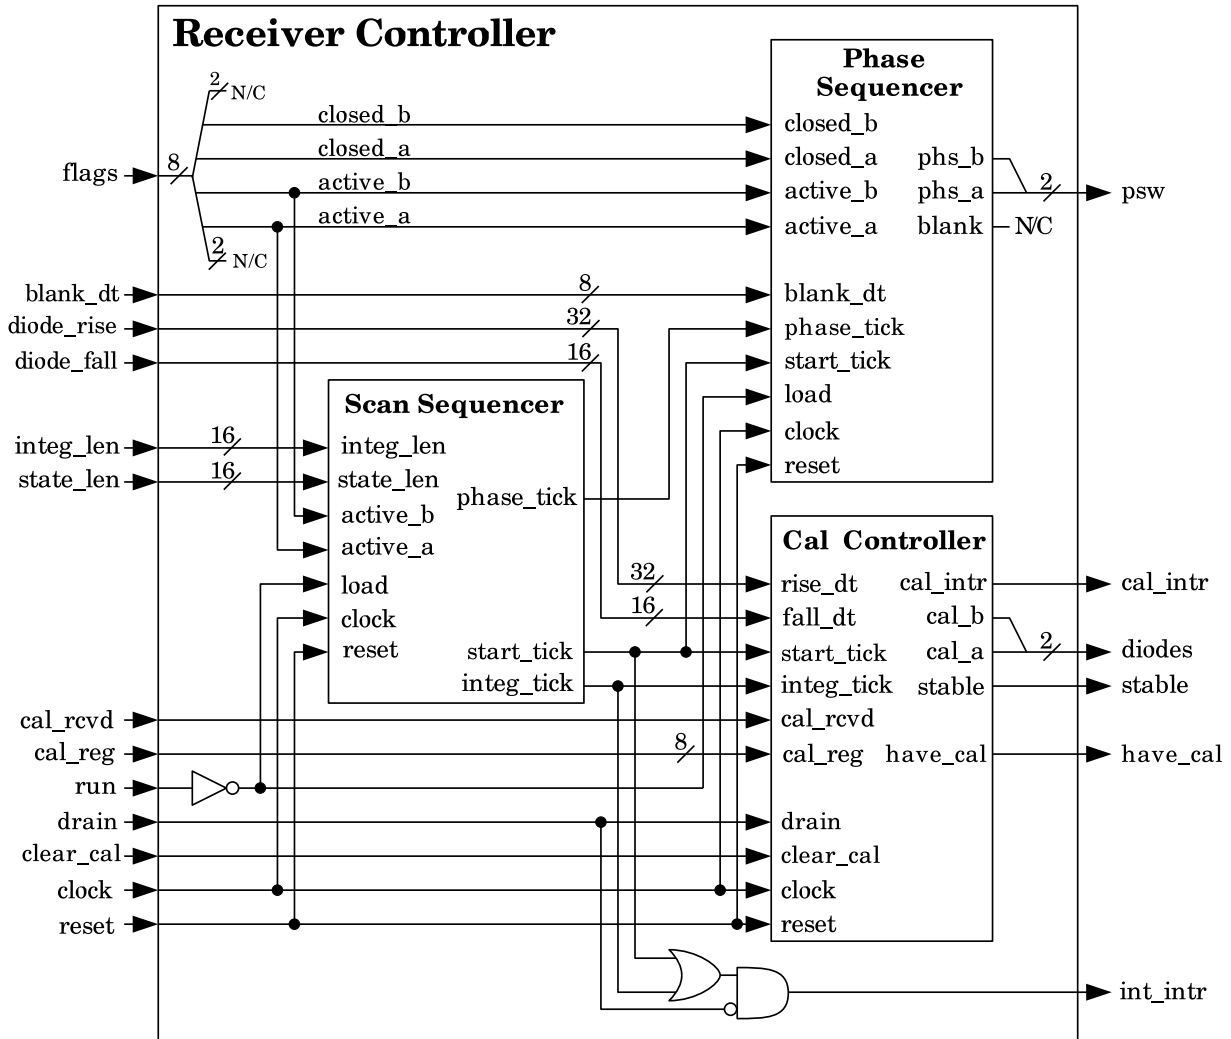 Receiver Controller
Phase
Sequencer
2
N/C
closed_b
closed_b
closed_a
closed_a
phs_b
flags
8
active_b
active_b
phs_a
2
psw
active_a
active_a
blank
N/C
2
N/C
blank_dt
8
blank_dt
diode_rise
32
phase_tick
diode_fall
16
start_tick
load
clock
reset
Scan Sequencer
integ_len
16
integ_len
state_len
16
state_len
phase_tick
active_b
active_a
load
clock
reset
start_tick
integ_tick
Cal Controller
32
rise_dt
cal_intr
cal_intr
16
fall_dt
cal_b
start_tick
cal_a
2
diodes
integ_tick
stable
stable
cal_rcvd
cal_rcvd
cal_reg
8
cal_reg
have_cal
have_cal
run
drain
drain
clear_cal
clear_cal
clock
clock
reset
reset
int_intr